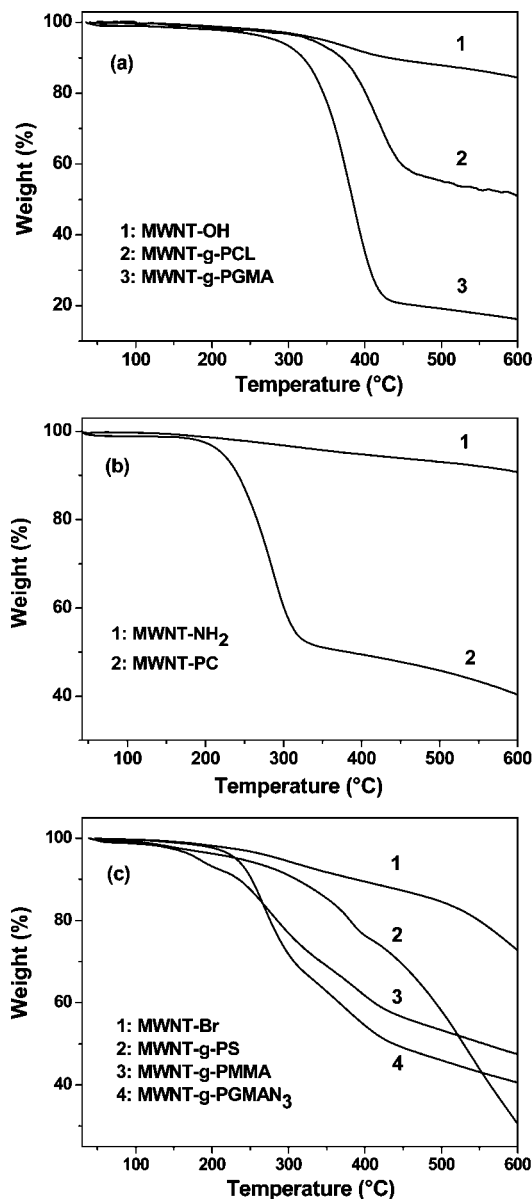 100
80
60
40
20
Weight (%)
(a)
1
2
3
1: MWNT-OH
2: MWNT-g-PCL
3: MWNT-g-PGMA
100 200 300 400 500 600
Temperature (°C)
100
80
60
40
Weight (%)
(b)
1
2
1: MWNT-NH2
2: MWNT-PC
100 200 300 400 500 600
Temperature (°C)
100
80
60
40
Weight (%)
(c)
1
2
3
4
1: MWNT-Br
2: MWNT-g-PS
3: MWNT-g-PMMA
4: MWNT-g-PGMAN3
100 200 300 400 500 600
Temperature (°C)